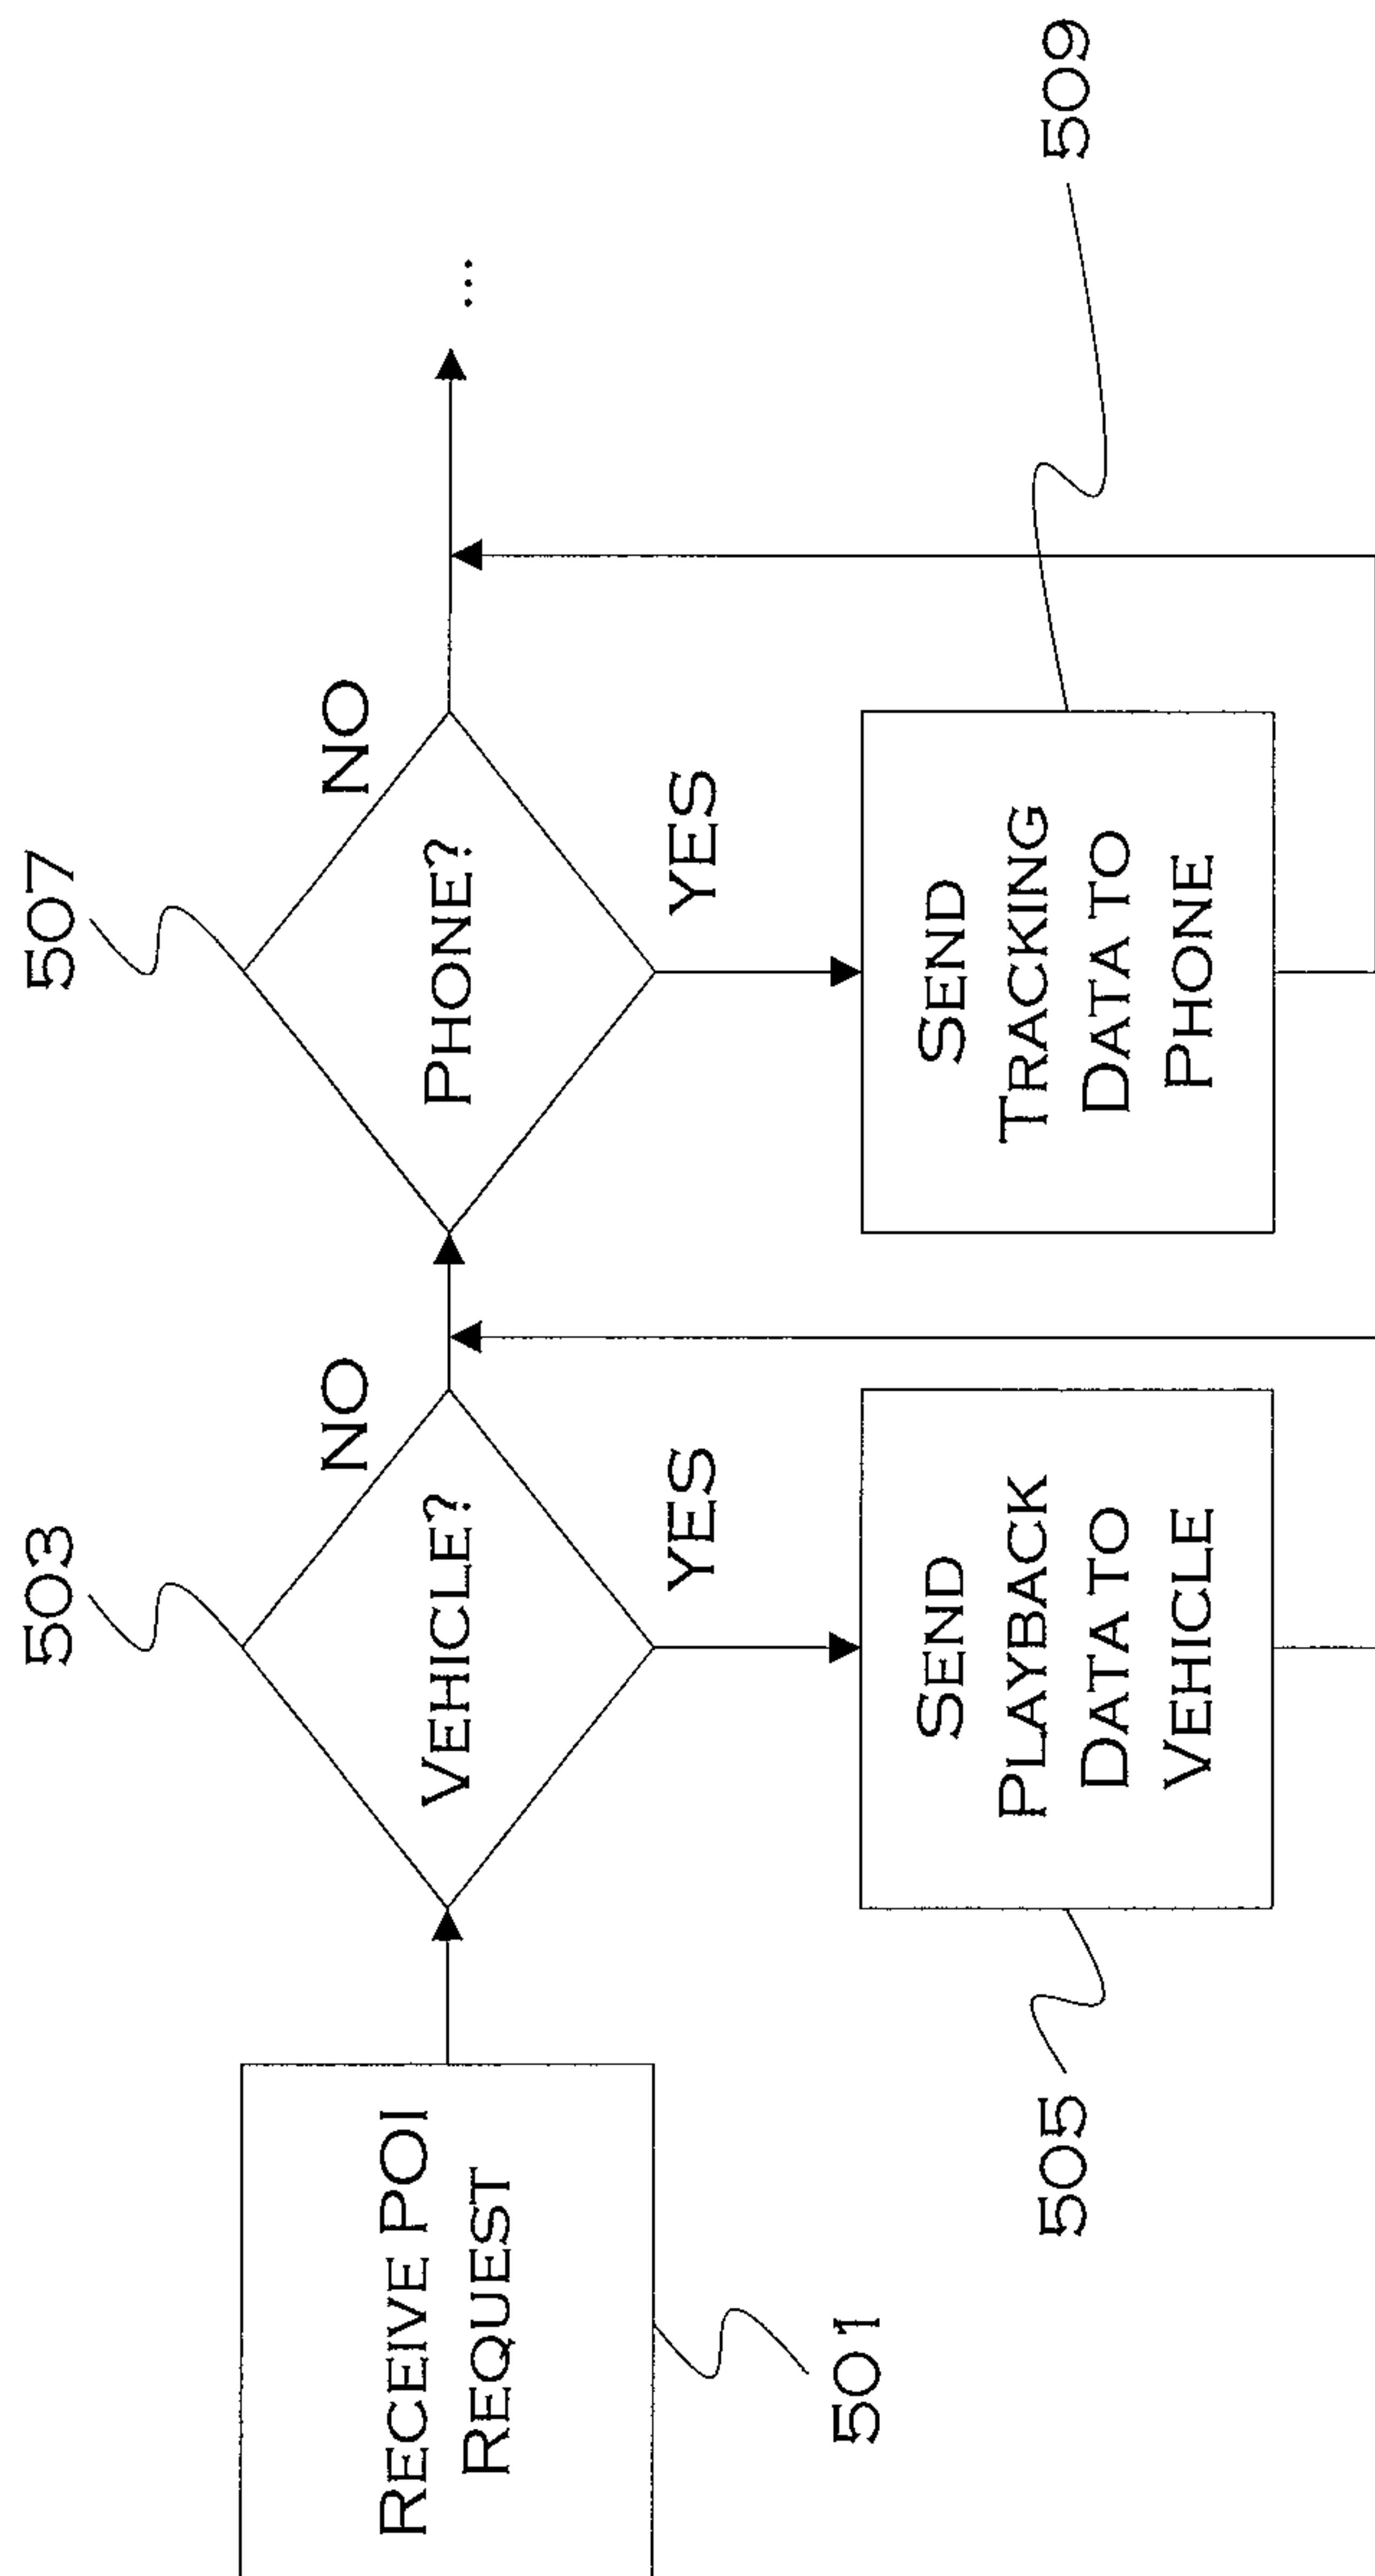 RECEIVE POI
REQUEST
501
503
VEHICLE?
NO
YES
SEND
PLAYBACK
DATA TO
VEHICLE
505
507
PHONE?
NO
YES
SEND
TRACKING
DATA TO
PHONE
509
...